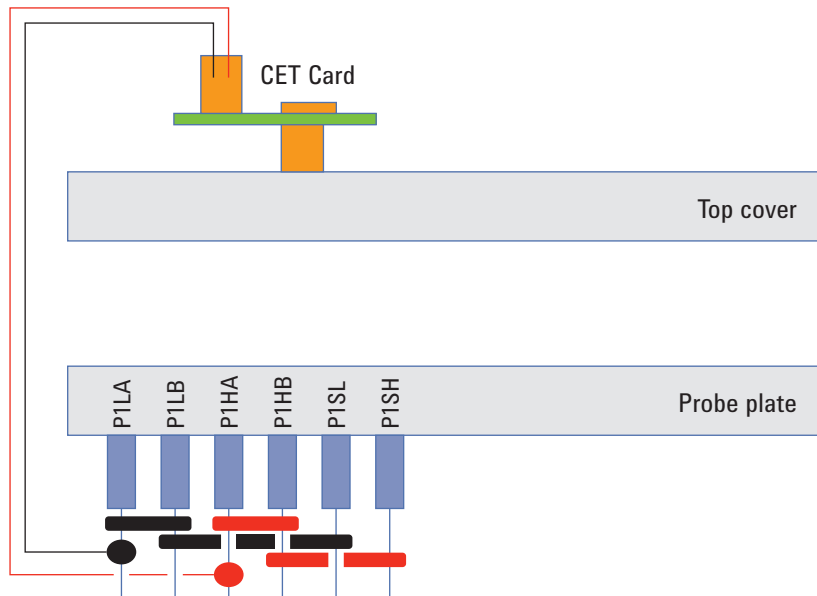 CET Card
Top cover
P1LA
P1LB
P1HA
P1HB
P1SL
P1SH
Probe plate